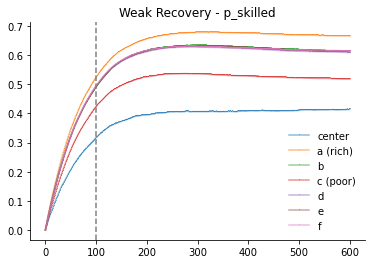 Weak Recovery - p_skilled
0.7
0.6
0.5
0.4
0.3
0.2
0.1
0.0
center
a (rich)
b
c (poor)
d
e
f
0 100 200 300 400 500 600